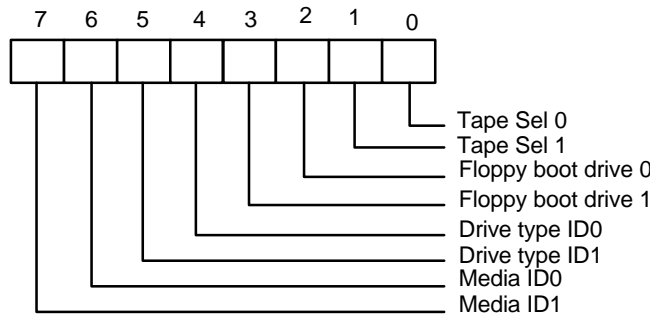 7 6 5 4 3 2 1 0
Tape Sel 0
Tape Sel 1
Floppy boot drive 0
Floppy boot drive 1
Drive type ID0
Drive type ID1
Media ID0
Media ID1